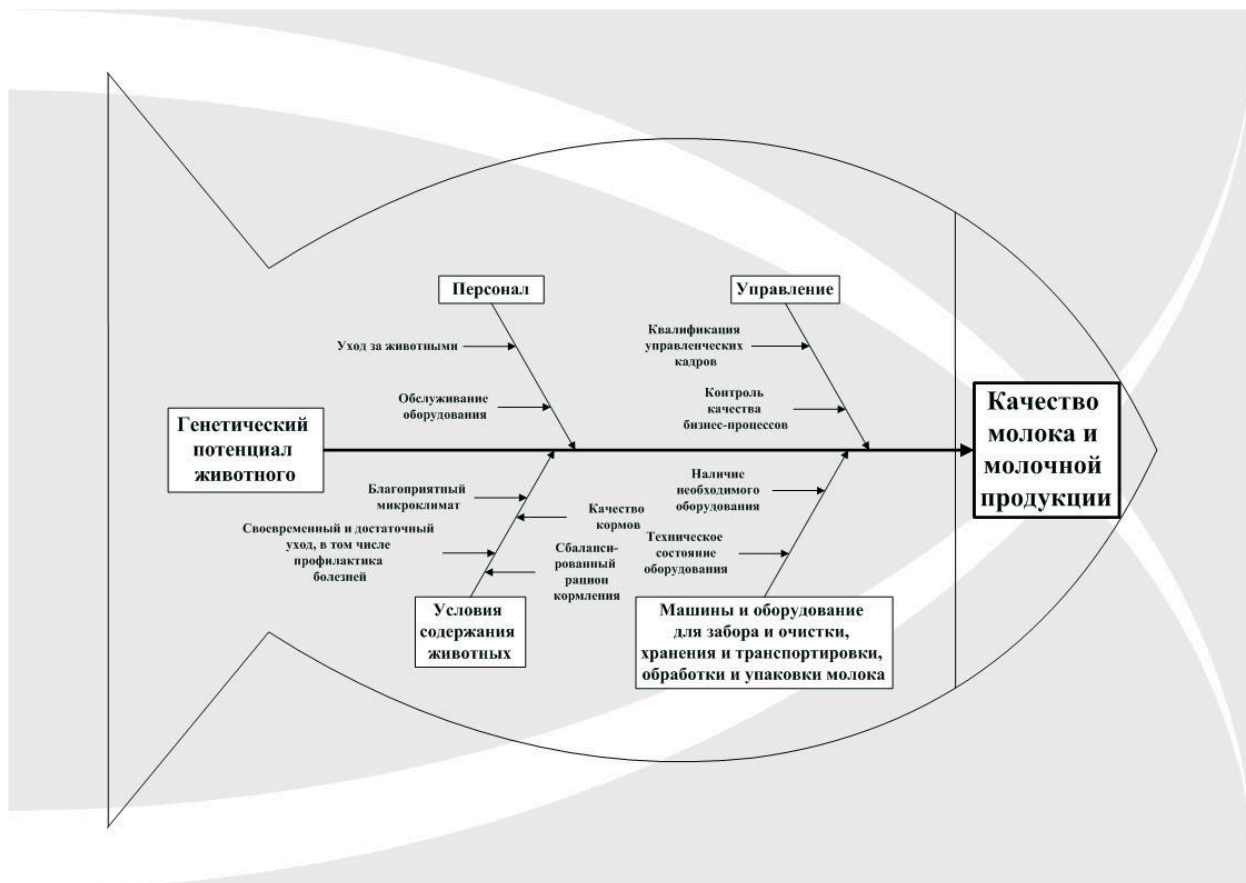 Персонал
Управление
Уход за животными
Квалификация
управленческих
кадров
Обслуживание
оборудования
Контроль
качества
бизнес-процессов
Генетический
потенциал
животного
Качество
молока и
молочной
продукции
Благоприятный
микроклимат
Качество
кормов
Своевременный и достаточный
уход, в том числе
профилактика
болезней
Сбаланси-
рованный
рацион
кормления
Наличие
необходимого
оборудования
Техническое
состояние
оборудования
Условия
содержания
животных
Машины и оборудование
для забора и очистки,
хранения и транспортировки,
обработки и упаковки молока